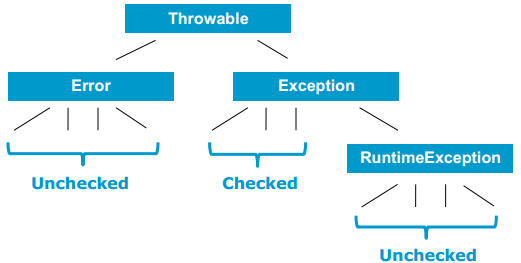 Throwable
Error
Exception
RuntimeException
Unchecked
Checked
Unchecked